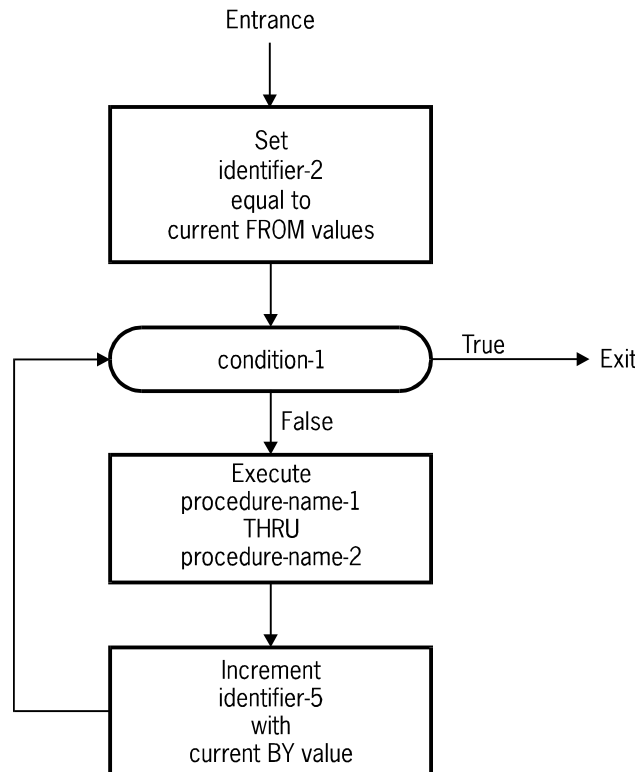 Entrance
Set
identifier-2
equal to
current FROM values
condition-1
True
Exit
False
Execute
procedure-name-1
THRU
procedure-name-2
Increment
identifier-5
with
current BY value